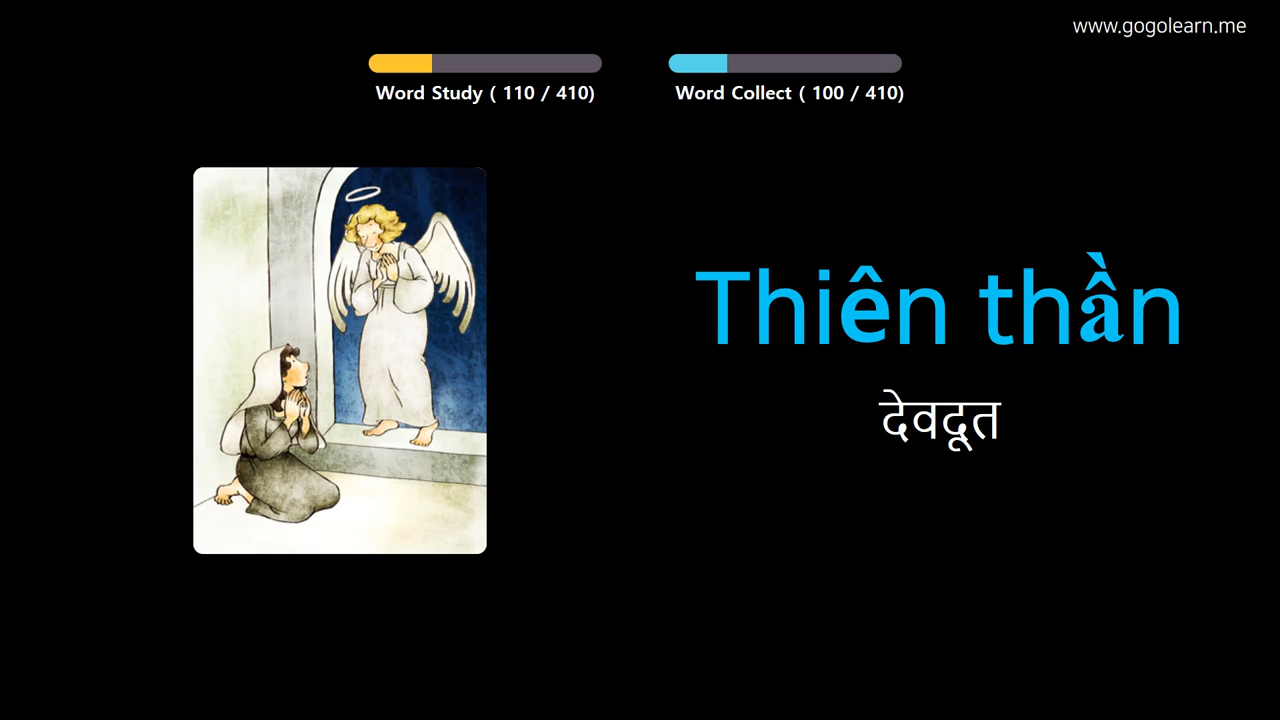 www.gogolearn.me
Word Study ( 110 / 410)
Word Collect ( 100 / 410)
Thiên thần
देवदूत